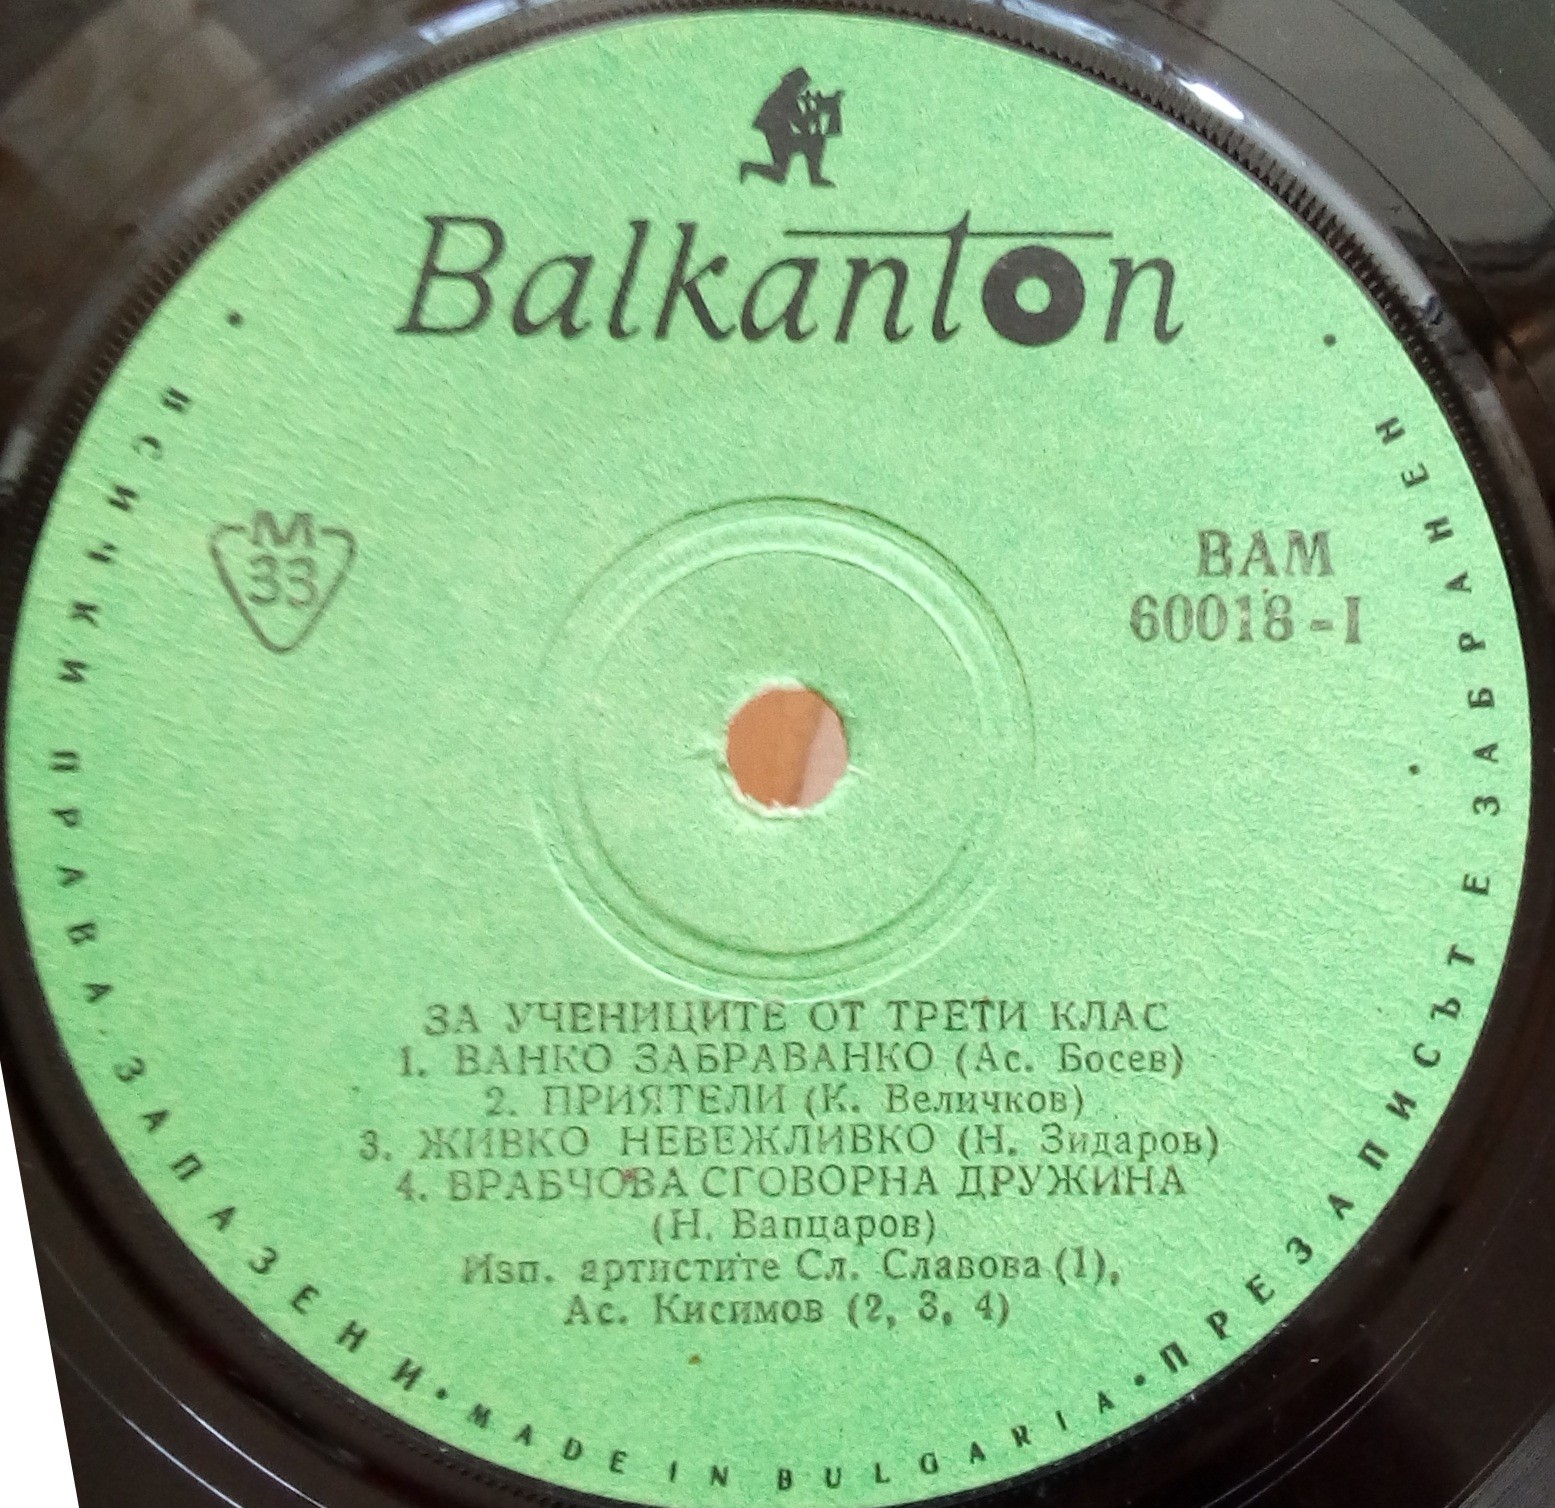 Balkanton
М
33
ВАМ
60018-I
ЗА УЧЕНИЦИТЕ ОТ ТРЕТИ КЛАС
1. ВАНКО ЗАБРАВАНКО (Ас. Босев)
2. ПРИЯТЕЛИ (К. Величков)
3. ЖИВКО НЕВЕЖЛИВКО (Н. Зидаров)
4. ВРАБЧОВА СГОВОРНА ДРУЖИНА
(Н. Вапцаров)
Изп. артистите Сл. Славова (1),
Ас. Кисимов (2, 3, 4)
• ВСИЧКИ ПРАВА ЗАПАЗЕНИ • MADE IN BULGARIA • ПРЕЗАПИСЪТ Е ЗАБРАНЕН •